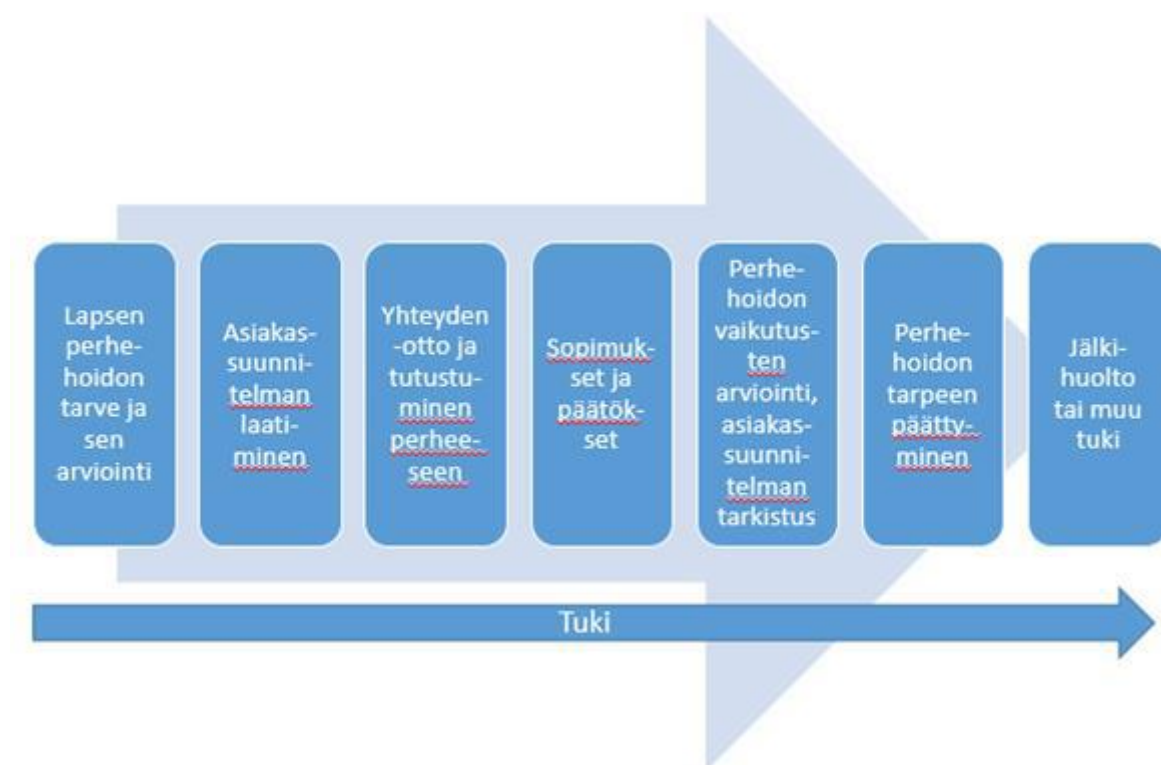 Lapsen
perhe-
hoidon
tarve ja
sen
arviointi
Asiakas-
suunni-
telman
laati-
minen
Yhteyden
-otto ja
tutustu-
minen
perhee-
seen
Sopimuk-
set ja
päätök-
set
Perhe-
hoidon
vaikutus-
ten
arviointi,
asiakas-
suunni-
telman
tarkistus
Perhe-
hoidon
tarpeen
päätty-
minen
Jälki-
huolto
tai muu
tuki
Tuki